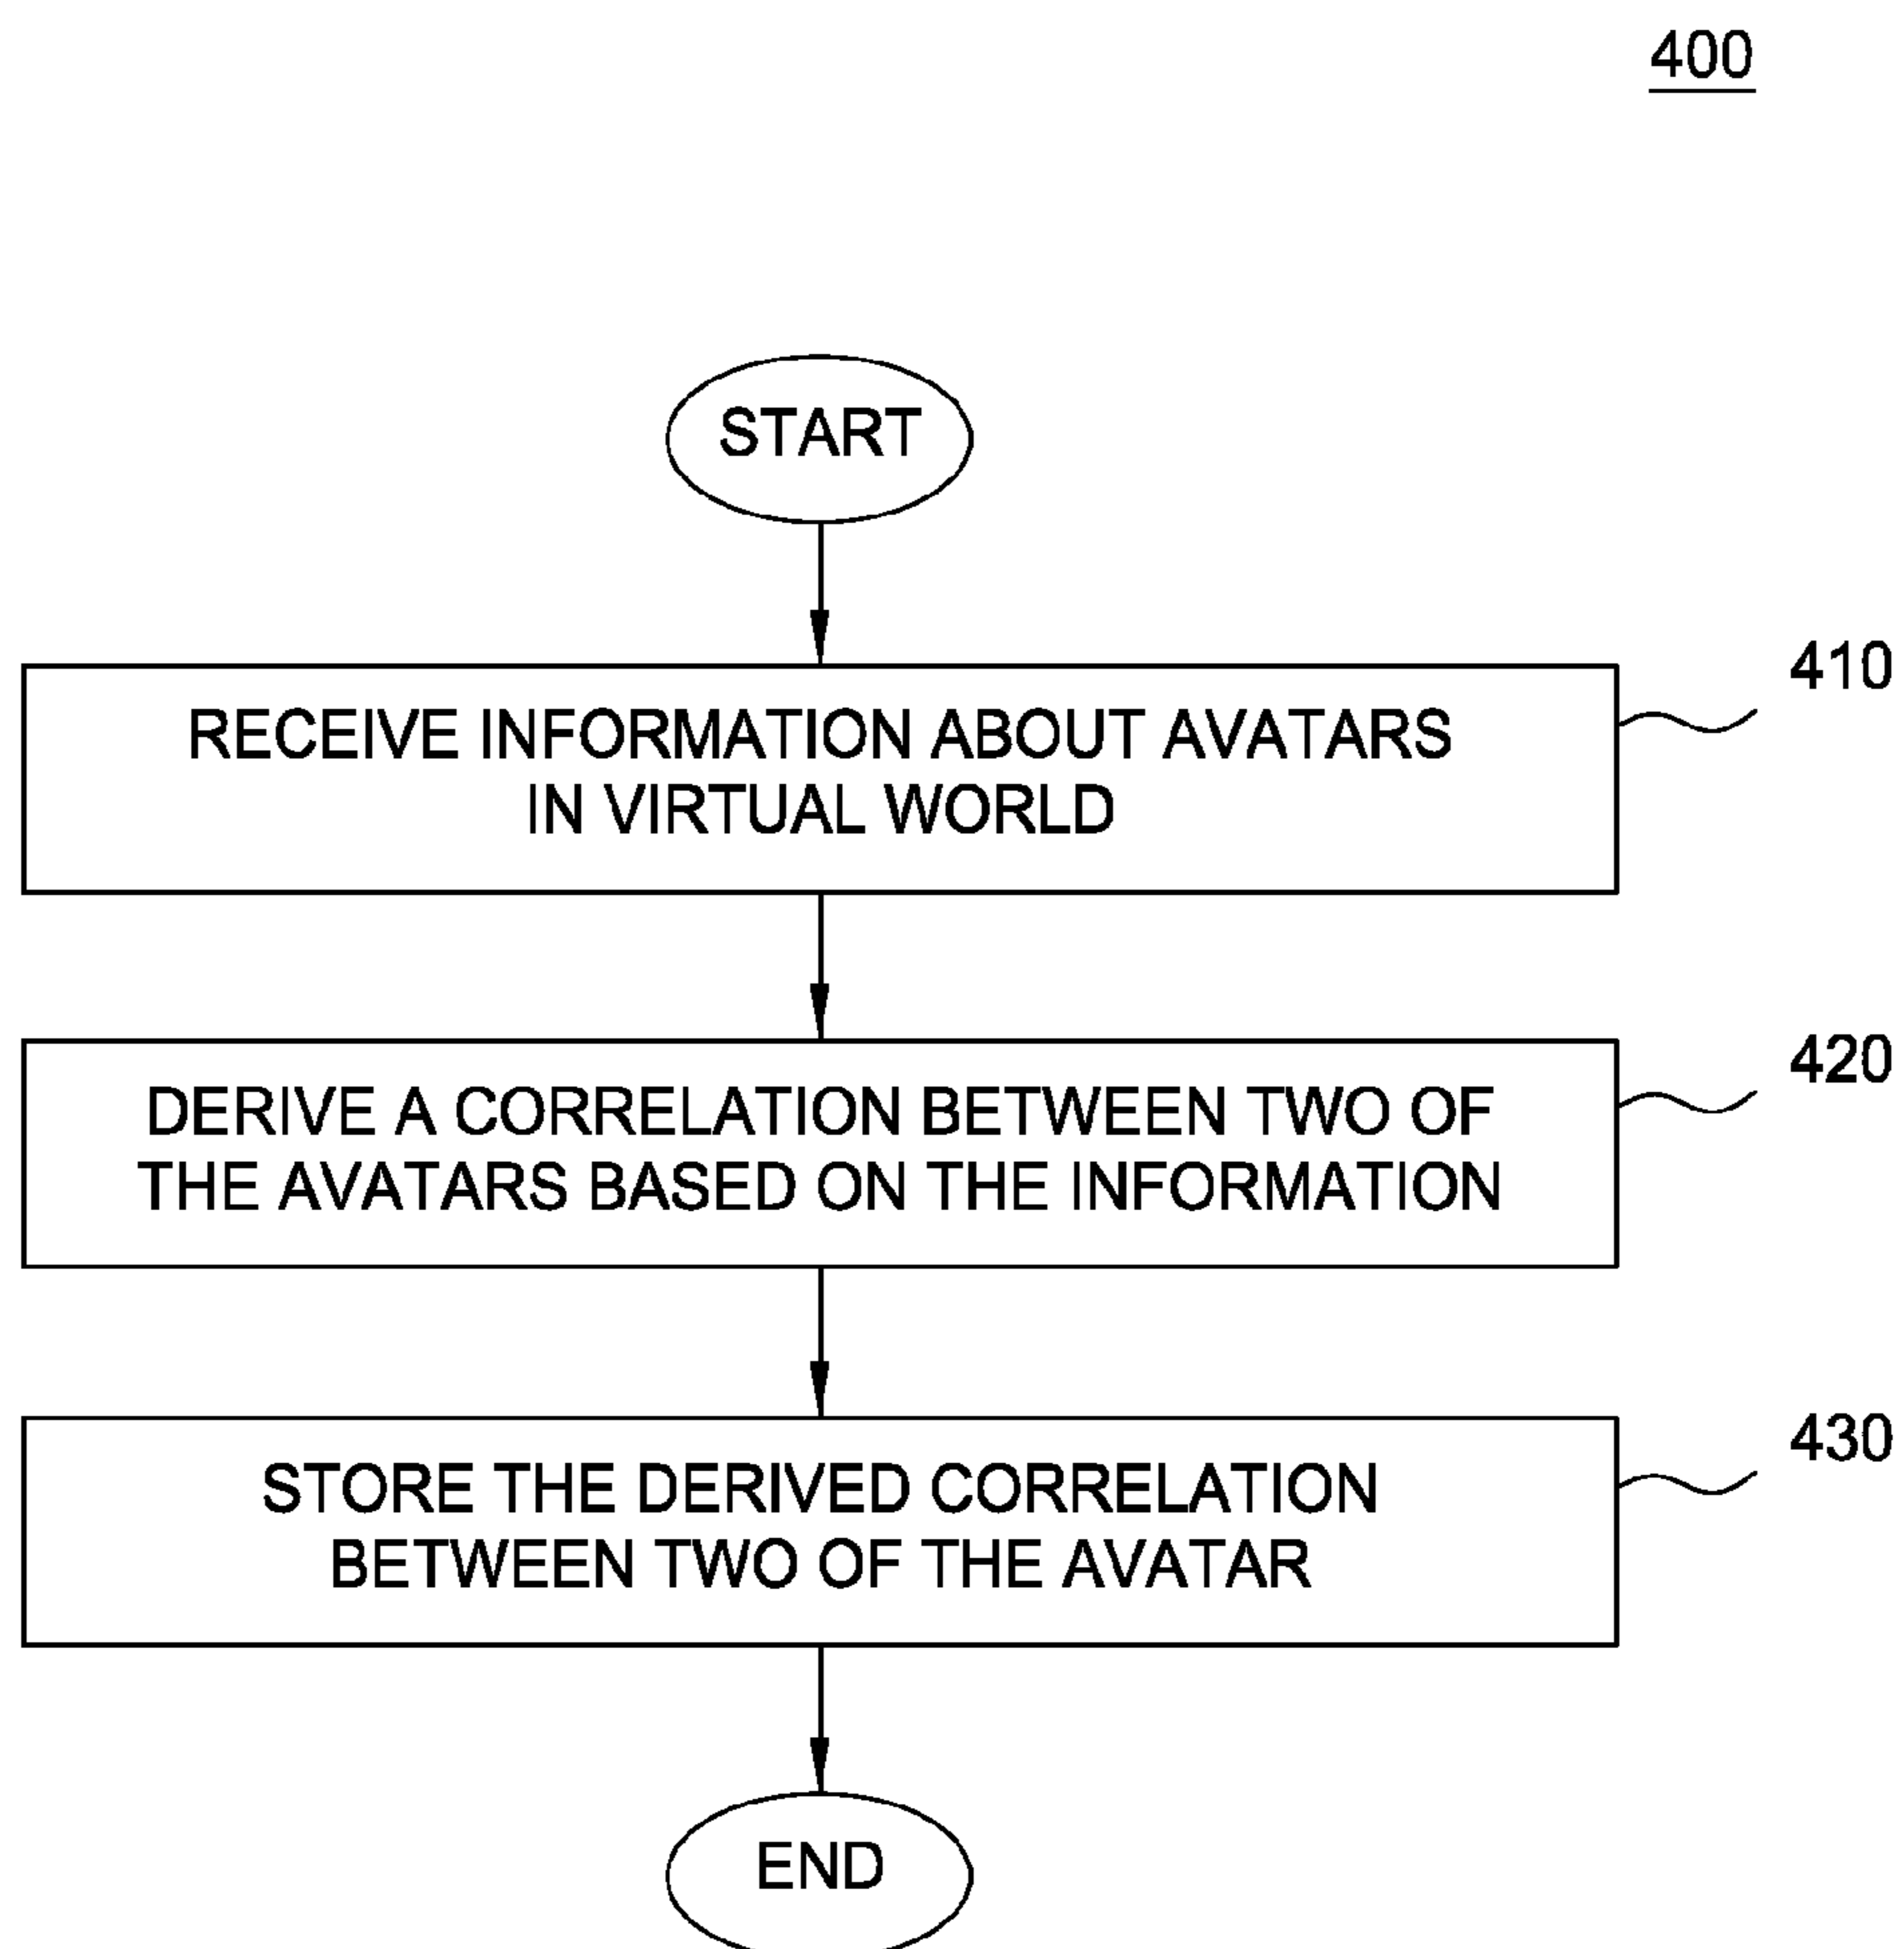 400
START
410
RECEIVE INFORMATION ABOUT AVATARS
IN VIRTUAL WORLD
420
DERIVE A CORRELATION BETWEEN TWO OF
THE AVATARS BASED ON THE INFORMATION
430
STORE THE DERIVED CORRELATION
BETWEEN TWO OF THE AVATAR
END